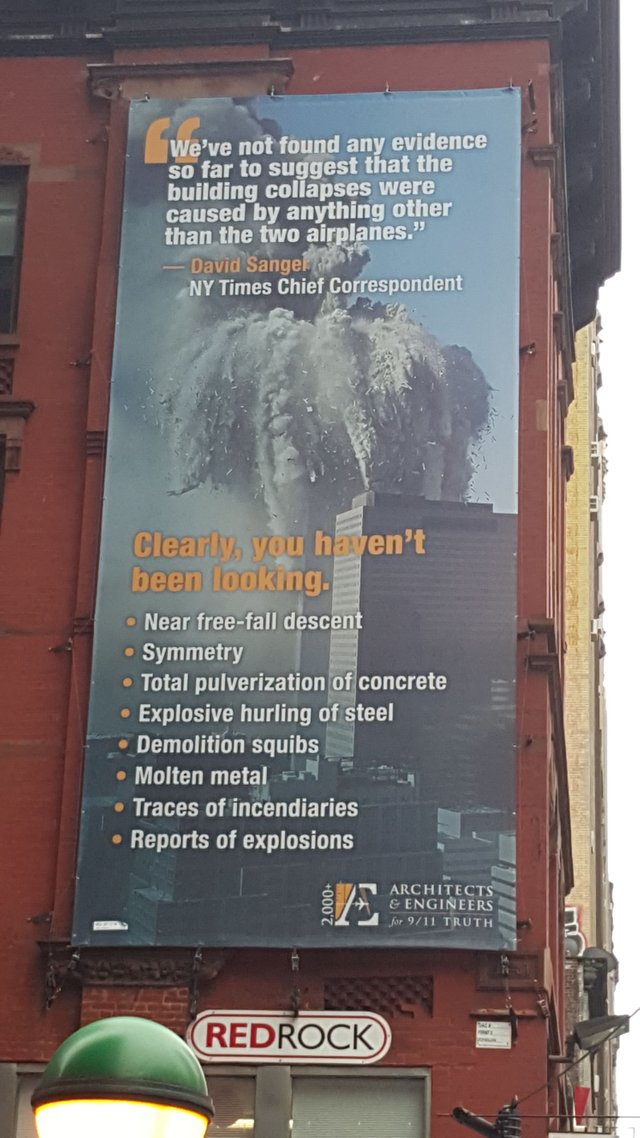 “We've not found any evidence
so far to suggest that the
building collapses were
caused by anything other
than the two airplanes.”
— David Sanger
NY Times Chief Correspondent
Clearly, you haven't
been looking.
• Near free-fall descent
• Symmetry
• Total pulverization of concrete
• Explosive hurling of steel
• Demolition squibs
• Molten metal
• Traces of incendiaries
• Reports of explosions
2,000+
AE
ARCHITECTS
& ENGINEERS
for 9/11 TRUTH
REDROCK